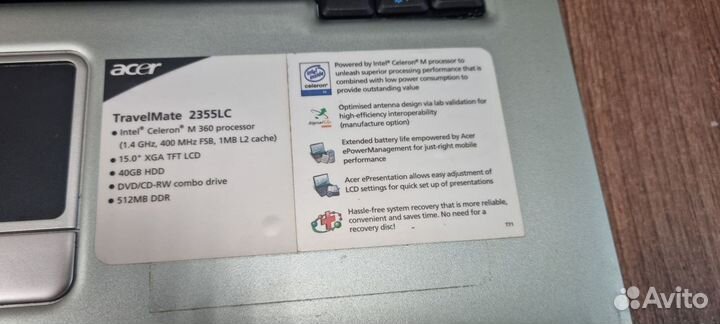 acer
TravelMate 2355LC
• Intel® Celeron® M 360 processor
(1.4 GHz, 400 MHz FSB, 1MB L2 cache)
• 15.0" XGA TFT LCD
• 40GB HDD
• DVD/CD-RW combo drive
• 512MB DDR
intel inside
celeron
M
Powered by Intel® Celeron® M processor to
unleash superior processing performance that is
combined with low power consumption to
provide outstanding value
Optimised antenna design via lab validation for
high-efficiency interoperability
(manufacture option)
Extended battery life empowered by Acer
ePowerManagement for just-right mobile
performance
Acer ePresentation allows easy adjustment of
LCD settings for quick set up of presentations
Hassle-free system recovery that is more reliable,
convenient and saves time. No need for a
recovery disc!
Avito